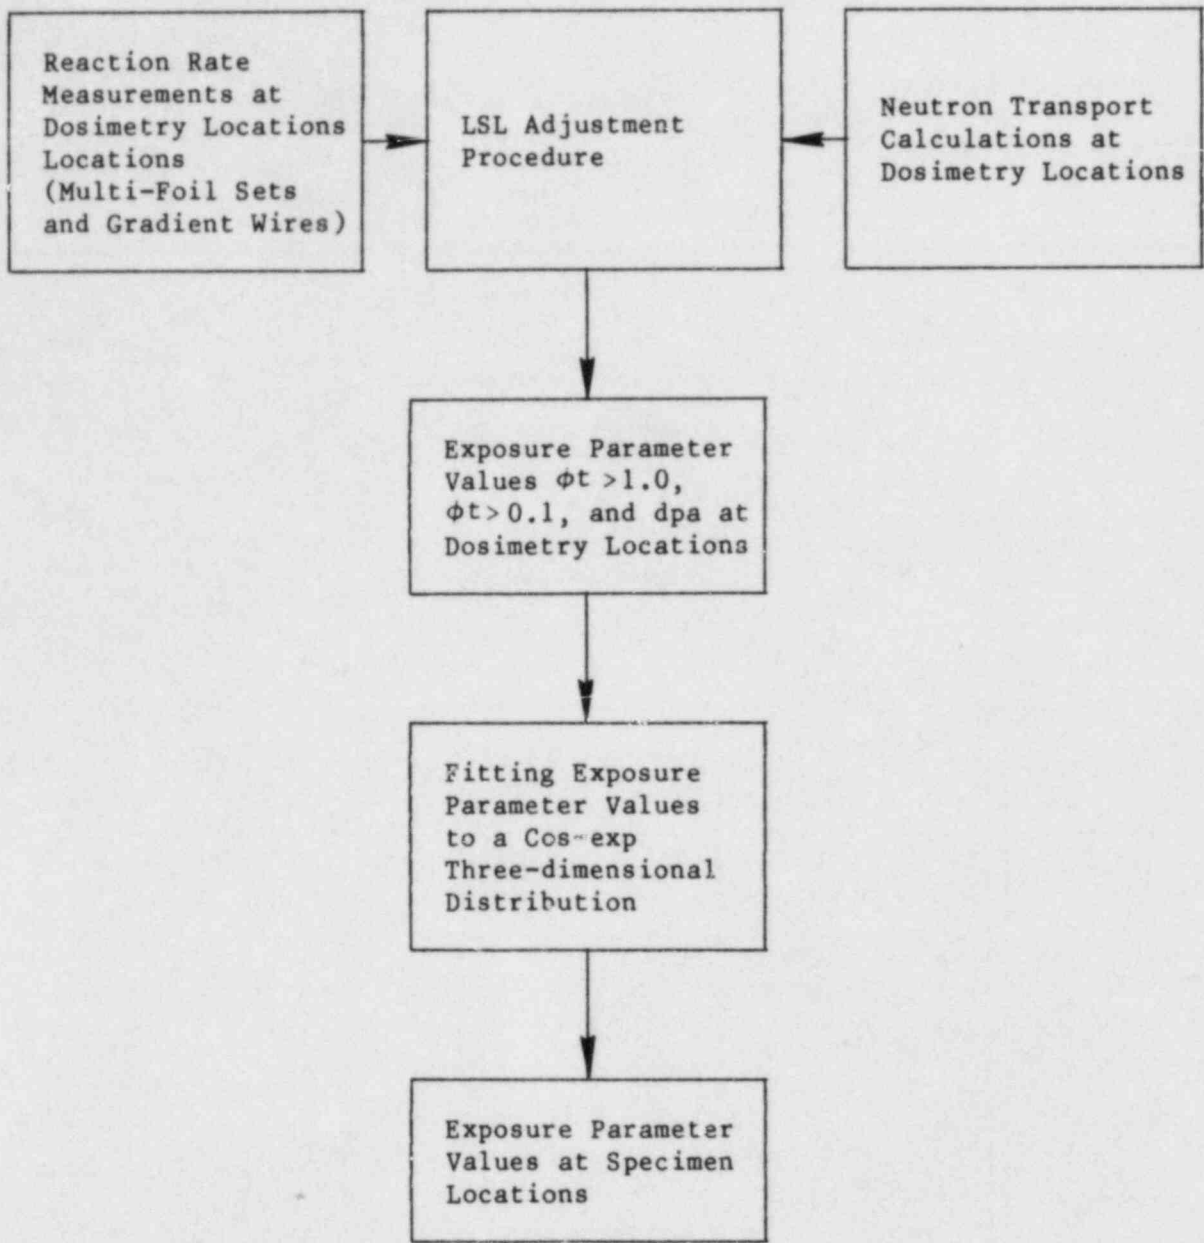 Reaction Rate
Measurements at
Dosimetry Locations
Locations
(Multi-Foil Sets
and Gradient Wires)
LSL Adjustment
Procedure
Neutron Transport
Calculations at
Dosimetry Locations
Exposure Parameter
Values ϕt >1.0,
ϕt> 0.1, and dpa at
Dosimetry Locations
Fitting Exposure
Parameter Values
to a Cos-exp
Three-dimensional
Distribution
Exposure Parameter
Values at Specimen
Locations